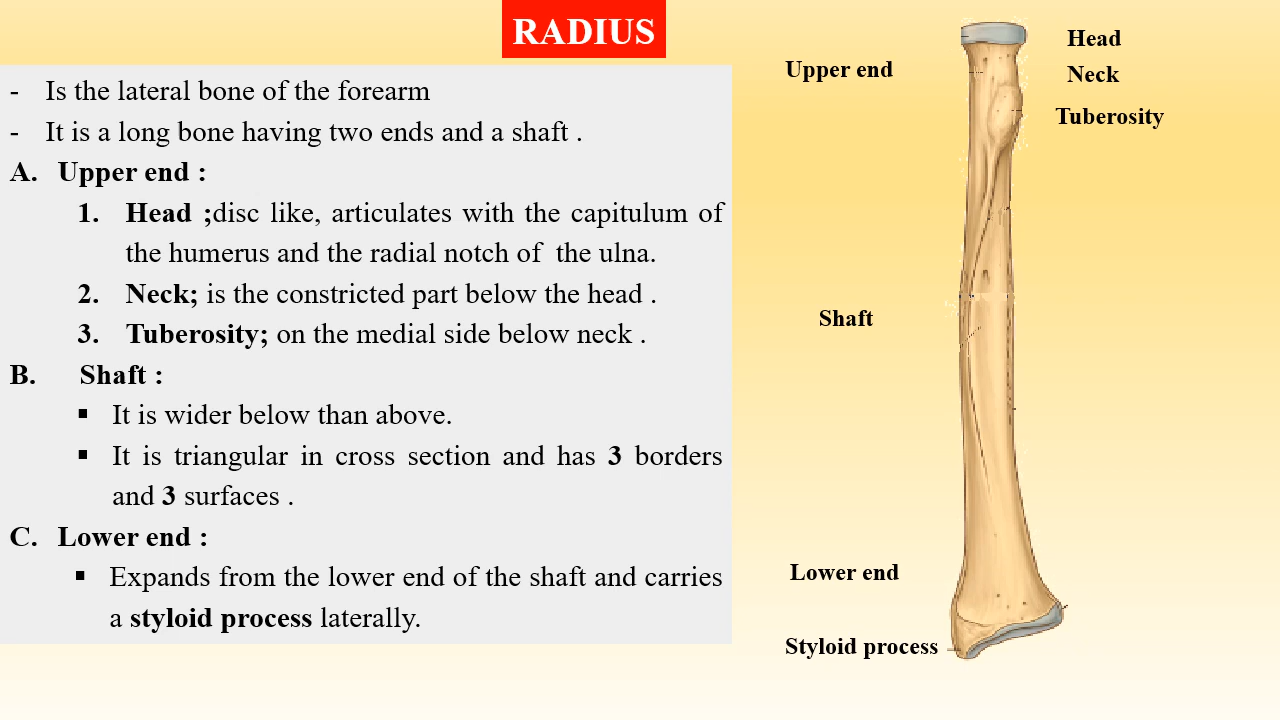 RADIUS
- Is the lateral bone of the forearm
- It is a long bone having two ends and a shaft .
A. Upper end :
1. Head ;disc like, articulates with the capitulum of
the humerus and the radial notch of the ulna.
2. Neck; is the constricted part below the head .
3. Tuberosity; on the medial side below neck .
B. Shaft :
▪ It is wider below than above.
▪ It is triangular in cross section and has 3 borders
and 3 surfaces .
C. Lower end :
▪ Expands from the lower end of the shaft and carries
a styloid process laterally.
Head
Upper end
Neck
Tuberosity
Shaft
Lower end
Styloid process